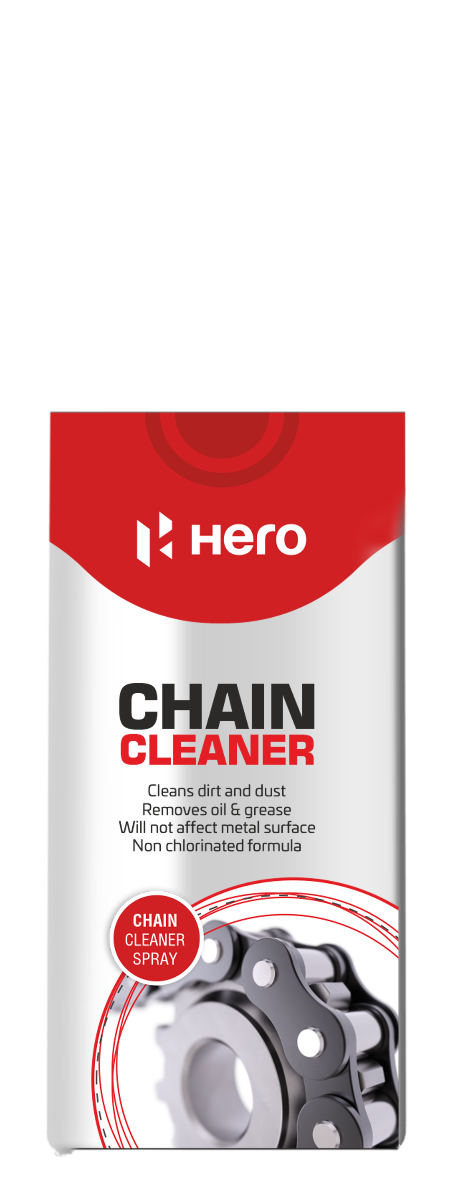 Hero
CHAIN
CLEANER
Cleans dirt and dust
Removes oil & grease
Will not affect metal surface
Non chlorinated formula
CHAIN
CLEANER
SPRAY